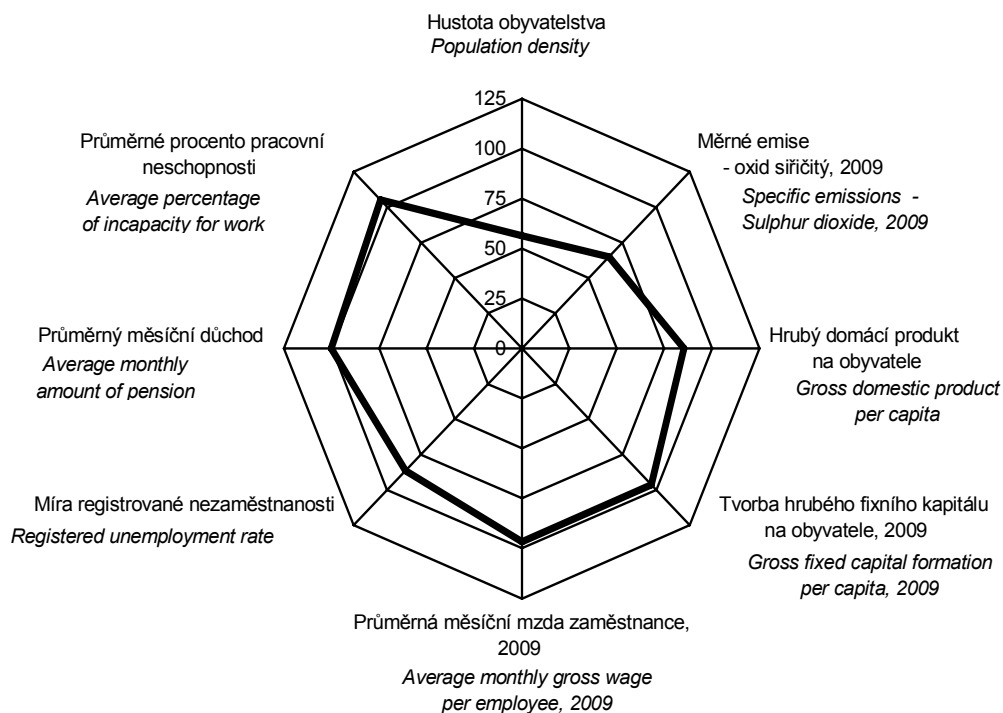 Hustota obyvatelstva
Population density
125
100
75
50
25
0
Měrné emise
- oxid siřičitý, 2009
Specific emissions -
Sulphur dioxide, 2009
Hrubý domácí produkt
na obyvatele
Gross domestic product
per capita
Tvorba hrubého fixního kapitálu
na obyvatele, 2009
Gross fixed capital formation
per capita, 2009
Průměrná měsíční mzda zaměstnance,
2009
Average monthly gross wage
per employee, 2009
Míra registrované nezaměstnanosti
Registered unemployment rate
Průměrný měsíční důchod
Average monthly
amount of pension
Průměrné procento pracovní
neschopnosti
Average percentage
of incapacity for work